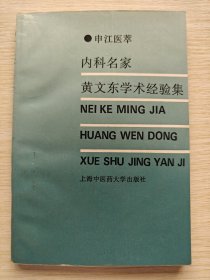 ●申江医萃
内科名家
黄文东学术经验集
NEI KE MING JIA
HUANG WEN DONG
XUE SHU JING YAN JI
上海中医药大学出版社